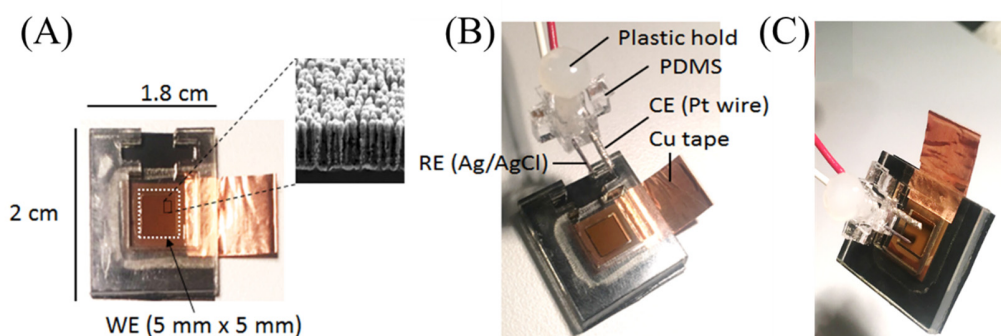 (A)
1.8 cm
2 cm
WE (5 mm x 5 mm)
(B)
Plastic hold
PDMS
CE (Pt wire)
Cu tape
RE (Ag/AgCl)
(C)